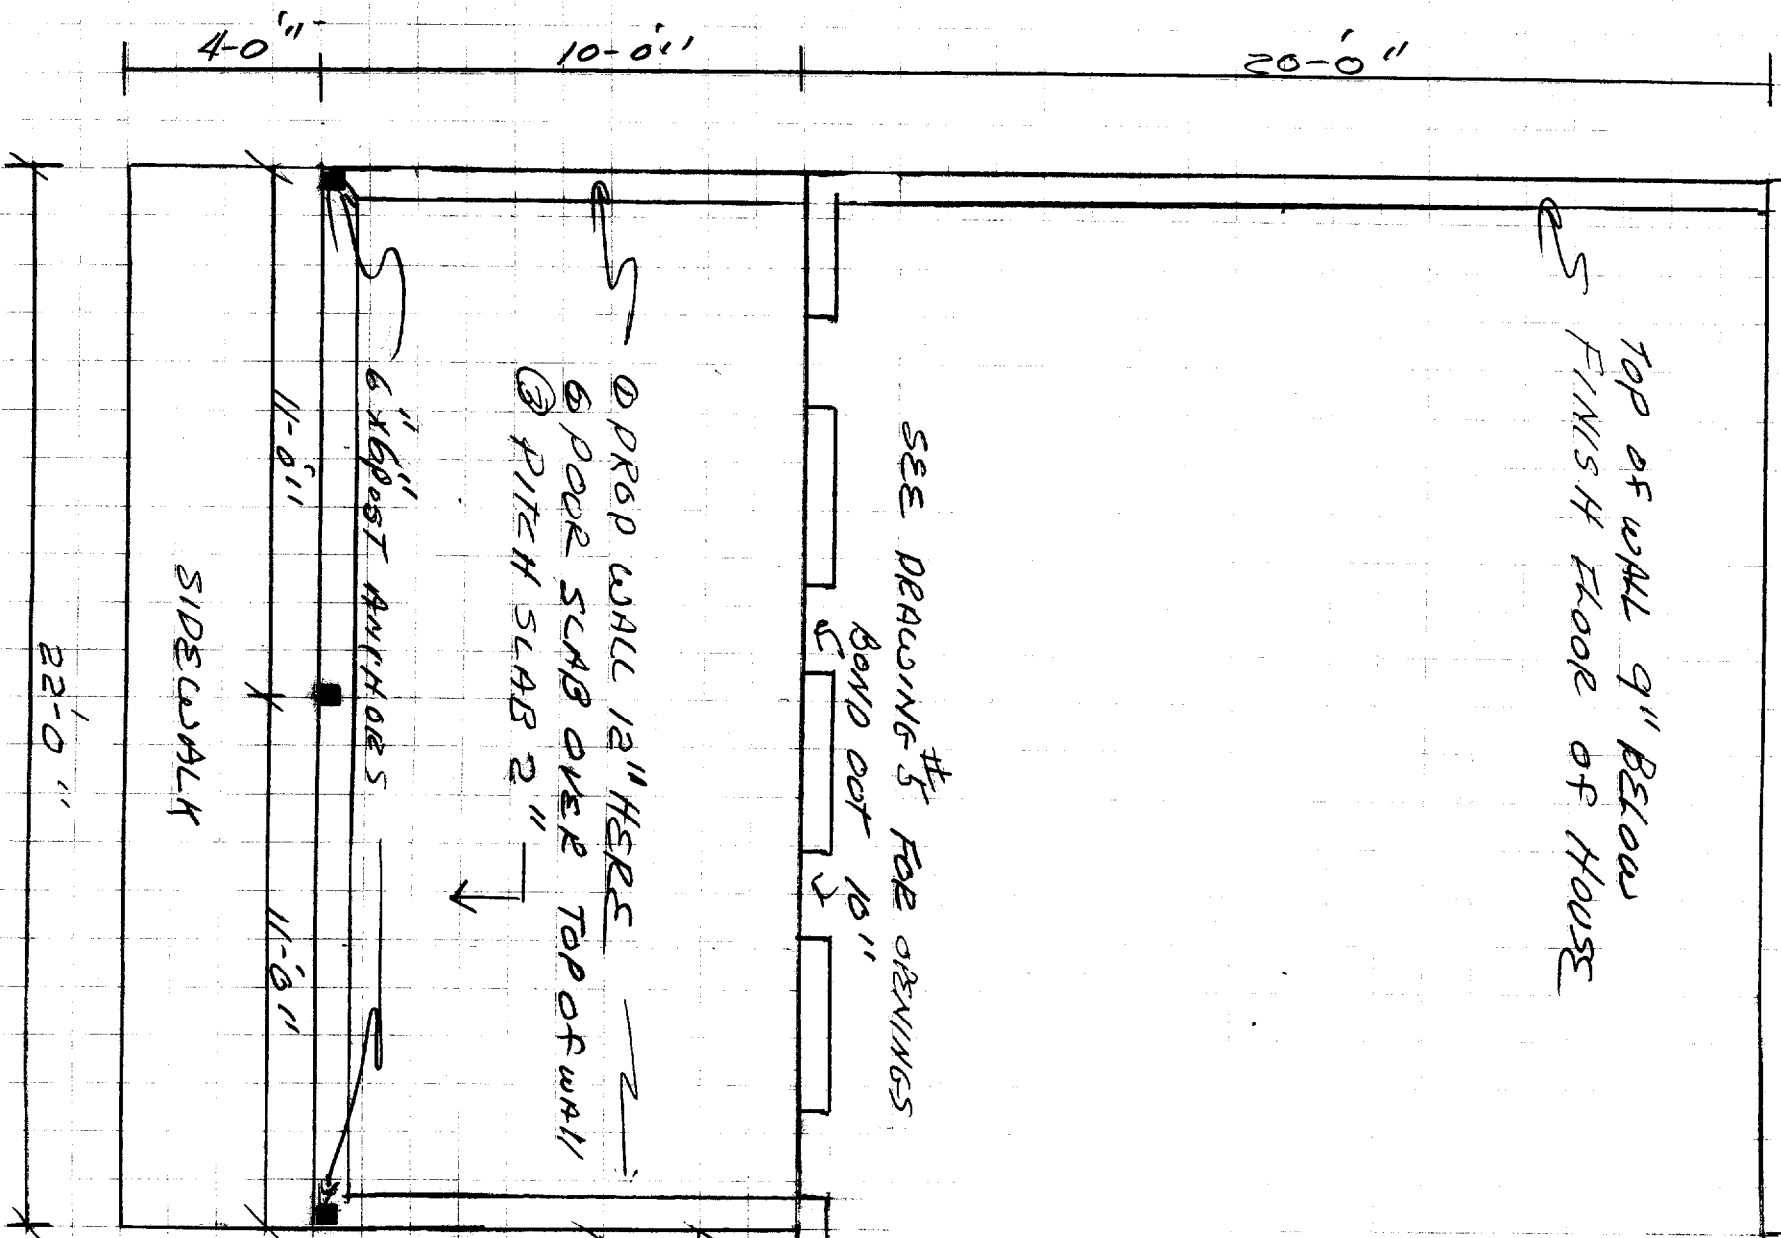 4-0'"
10-0'"
20-0'"
TOP OF WALL 9" BELOW
FINISH FLOOR OF HOUSE
SEE DRAWING #5 FOR OPENINGS
BOND OUT 10"
① DROP WALL 12" HERE
POOR SLAB OVER TOP OF WALL
③ PITCH SLAB 2"
6"X6" POST ANCHORS
11-0'"
11-0'"
SIDEWALK
22'-0"